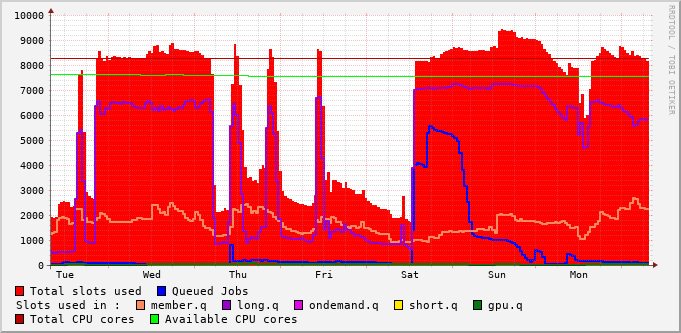 10000
9000
8000
7000
6000
5000
4000
3000
2000
1000
0
Tue Wed Thu Fri Sat Sun Mon
RRDTOOL / TOBI OETIKER
Total slots used Queued Jobs
Slots used in : member.q long.q ondemand.q short.q gpu.q
Total CPU cores Available CPU cores